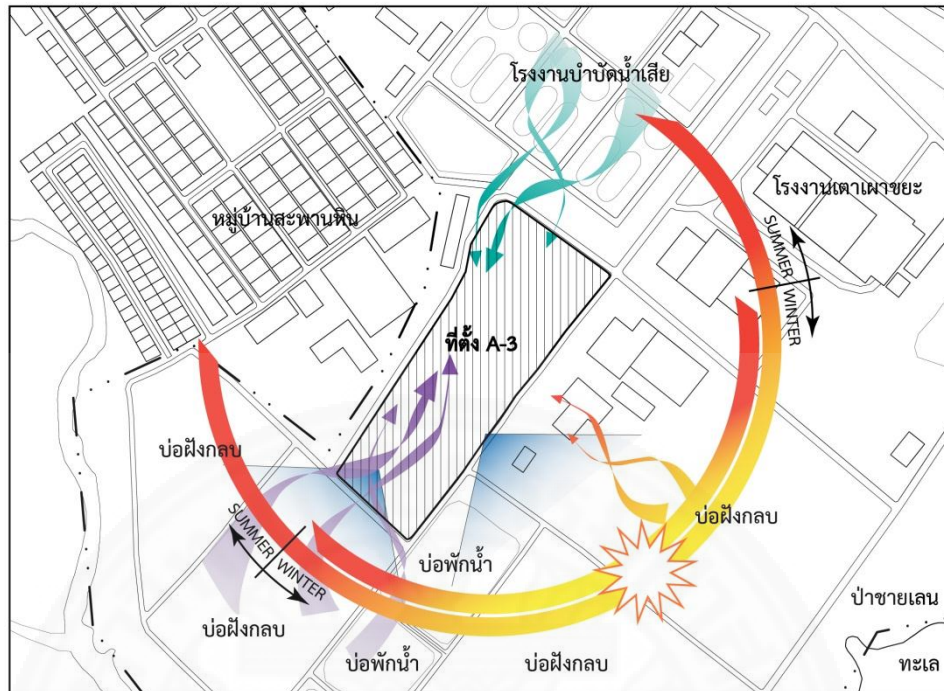 โรงงานบำบัดน้ำเสีย
โรงงานเตาเผาขยะ
หมู่บ้านสะพานหิน
SUMMER
WINTER
ที่ตั้ง A-3
บ่อฝังกลบ
SUMMER
WINTER
บ่อฝังกลบ
บ่อพักน้ำ
ป่าชายเลน
บ่อฝังกลบ
บ่อพักน้ำ
บ่อฝังกลบ
ทะเล